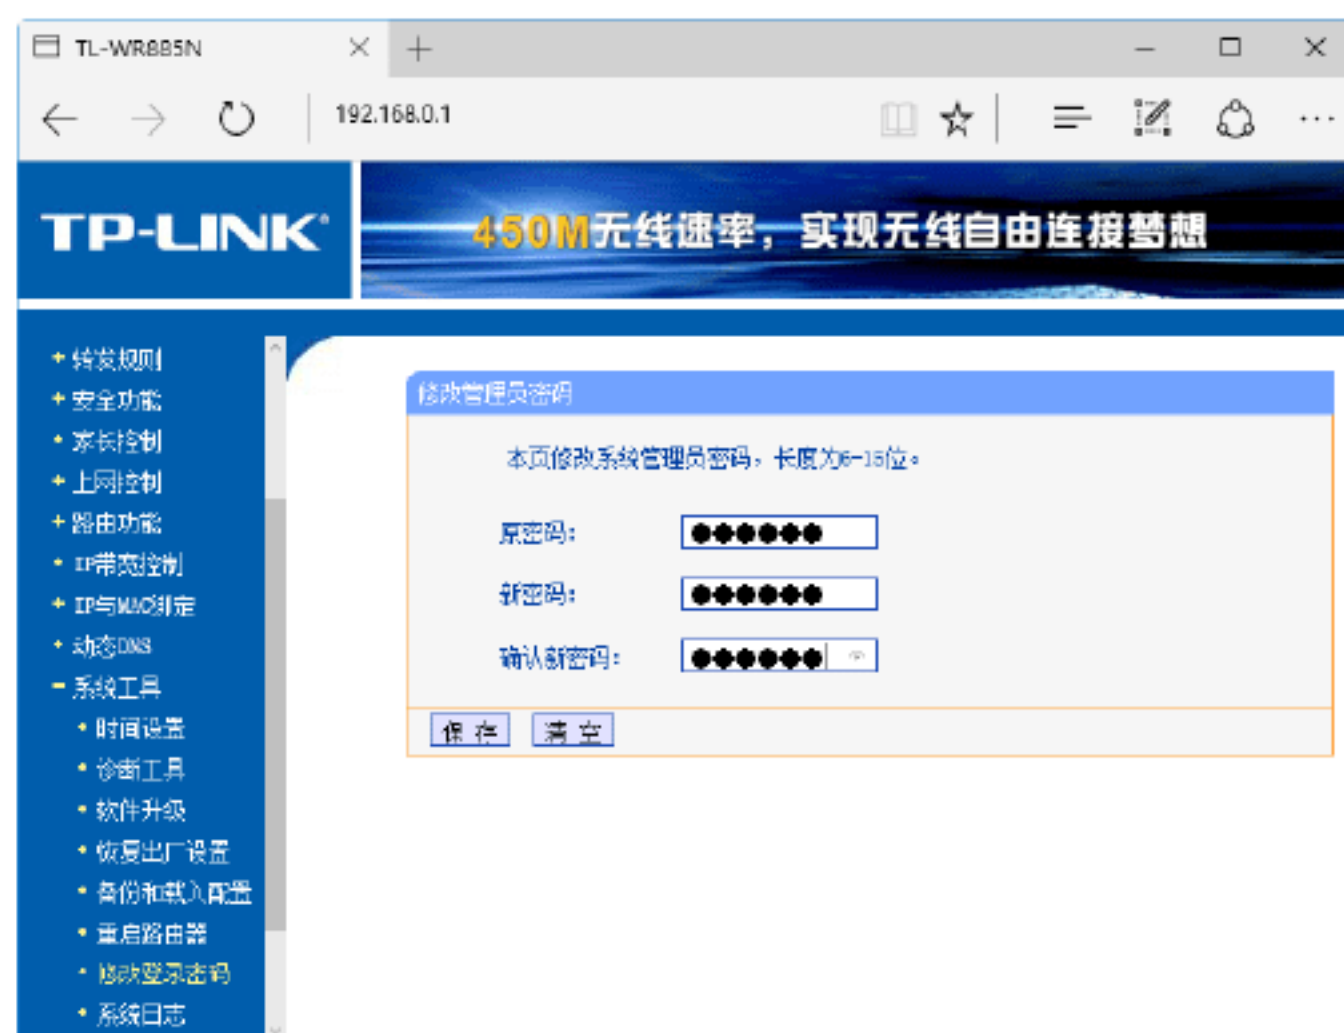 TL-WR885N
192.168.0.1
TP-LINK®
450M无线速率，实现无线自由连接梦想
+ 转发规则
+ 安全功能
• 家长控制
+ 上网控制
+ 路由功能
• IP带宽控制
+ IP与MAC绑定
• 动态DNS
- 系统工具
• 时间设置
• 诊断工具
• 软件升级
• 恢复出厂设置
• 备份和载入配置
• 重启路由器
• 修改登录密码
• 系统日志
修改管理员密码
本页修改系统管理员密码，长度为6-15位。
原密码： ●●●●●●
新密码： ●●●●●●
确认新密码： ●●●●●●
保 存 清 空